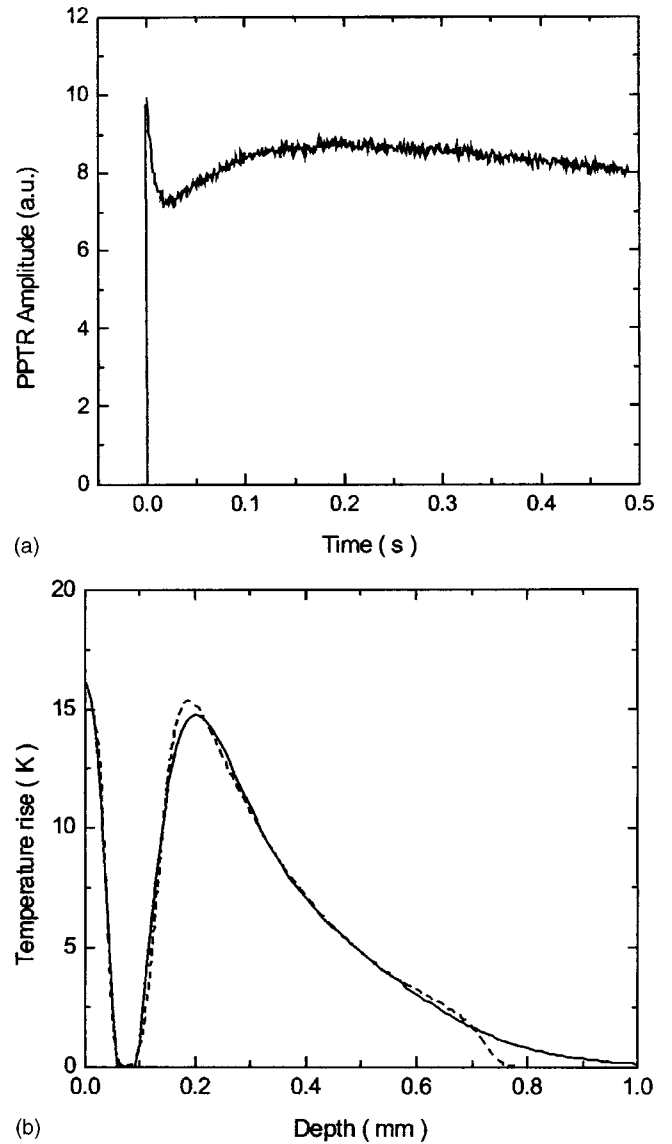 12
10
8
6
4
2
0
PPTR Amplitude (a.u.)
0.0 0.1 0.2 0.3 0.4 0.5
(a)
Time ( s )
20
15
10
5
0
Temperature rise ( K )
0.0 0.2 0.4 0.6 0.8 1.0
(b)
Depth ( mm )